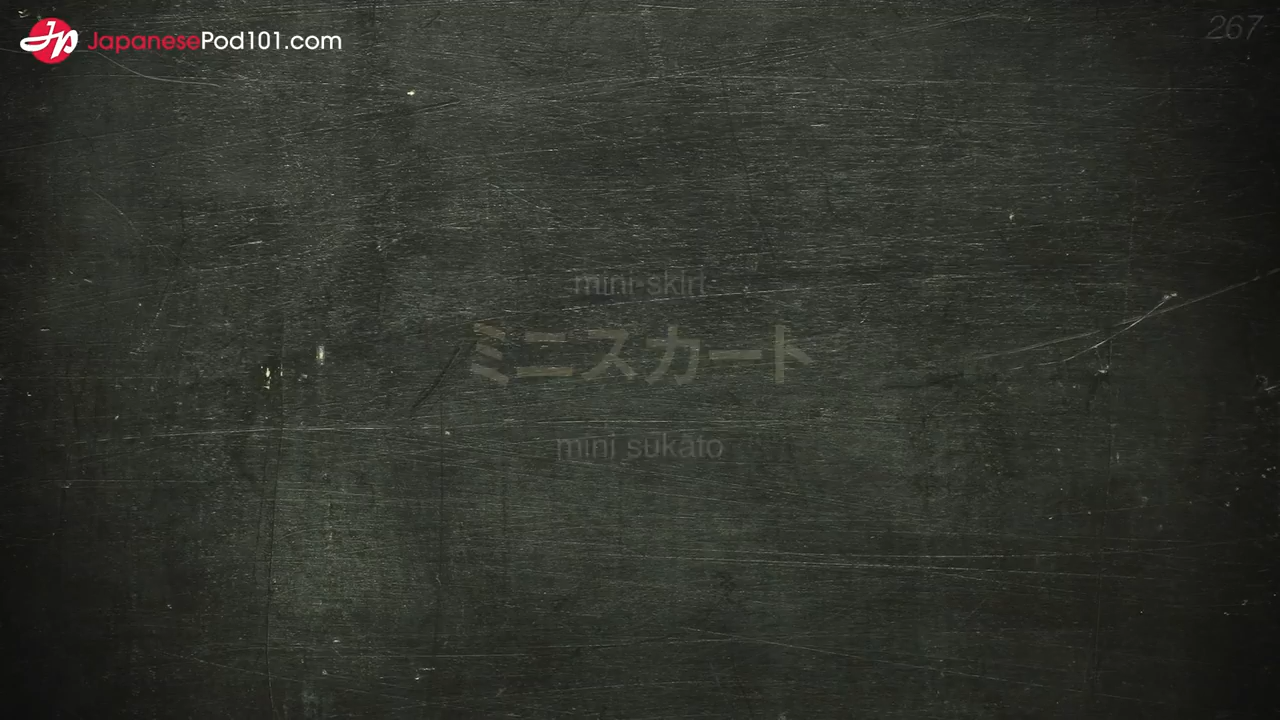 JapanesePod101.com
267
mini-skirt
ミニスカート
mini sukāto